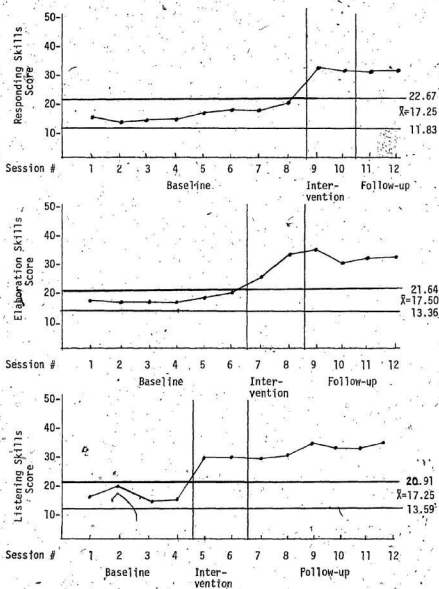 Responding Skills
Score
50-
40-
30-
20-
10-
22.67
X̄=17.25
11.83
Session # 1 2 3 4 5 6 7 8 9 10 11 12
Baseline Inter- Follow-up
vention
Elaboration Skills
Score
50-
40-
30-
20-
10-
21.64
X̄=17.50
13.36
Session # 1 2 3 4 5 6 7 8 9 10 11 12
Baseline Inter- Follow-up
vention
Listening Skills
Score
50-
40-
30-
20-
10-
20.91
X̄=17.25
13.59
Session # 1 2 3 4 5 6 7 8 9 10 11 12
Baseline Inter- Follow-up
vention